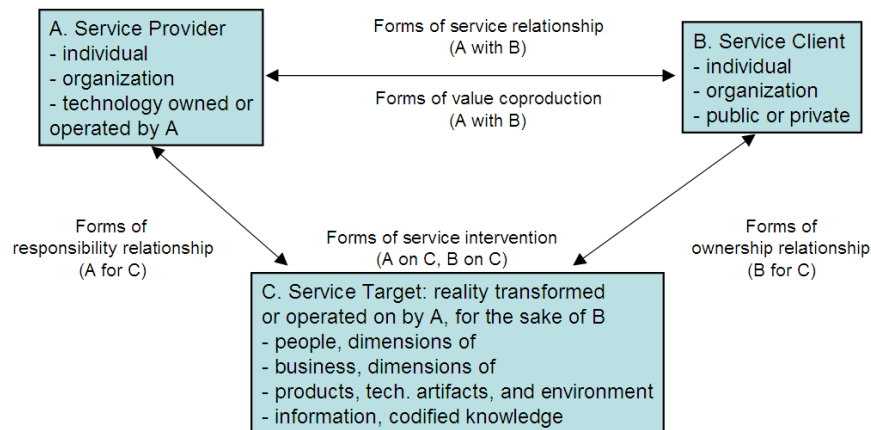 A. Service Provider
- individual
- organization
- technology owned or
operated by A
Forms of service relationship
(A with B)
Forms of value coproduction
(A with B)
B. Service Client
- individual
- organization
- public or private
Forms of
responsibility relationship
(A for C)
Forms of service intervention
(A on C, B on C)
Forms of
ownership relationship
(B for C)
C. Service Target: reality transformed
or operated on by A, for the sake of B
- people, dimensions of
- business, dimensions of
- products, tech. artifacts, and environment
- information, codified knowledge